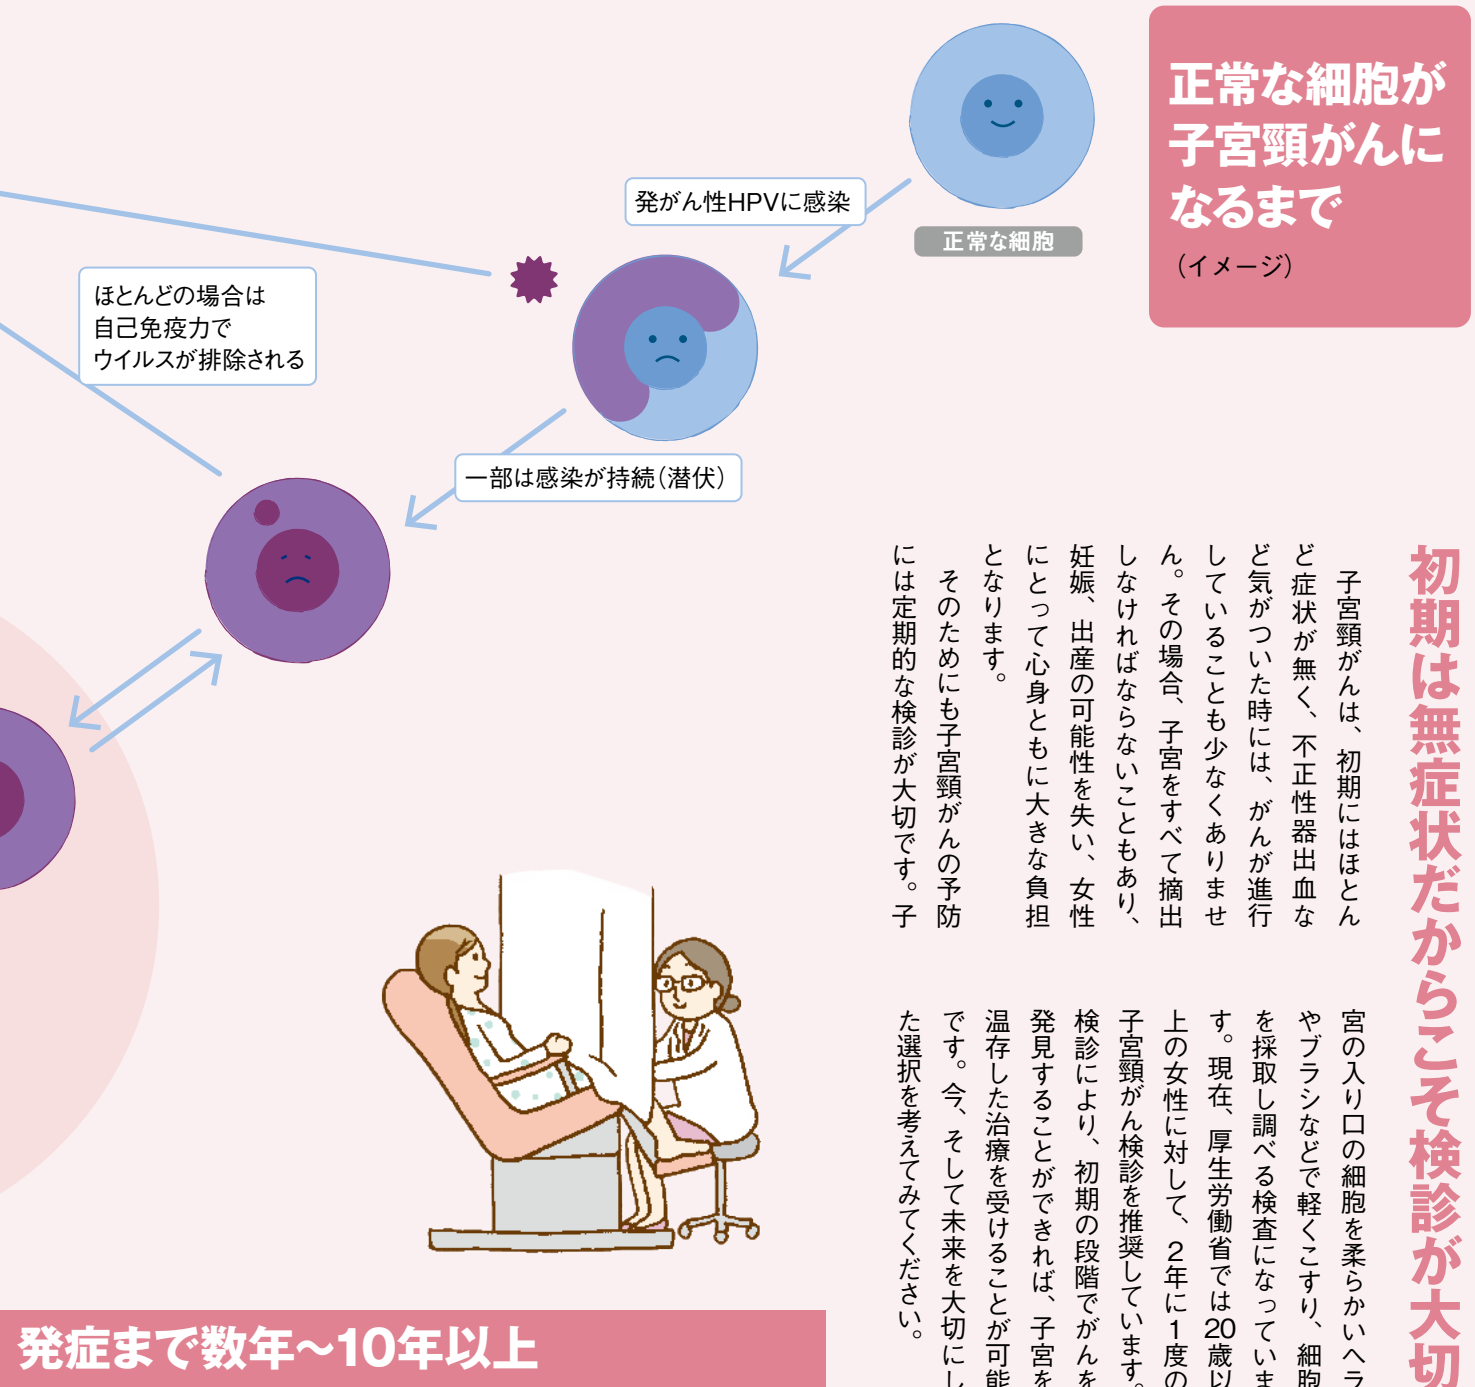 正常な細胞が
子宮頸がんに
なるまで
（イメージ）
正常な細胞
発がん性HPVに感染
一部は感染が持続（潜伏）
ほとんどの場合は
自己免疫力で
ウイルスが排除される
初期は無症状だからこそ検診が大切
子宮頸がんは、初期にはほとん
ど症状が無く、不正性器出血な
ど気がついた時には、がんが進行
していることも少なくありませ
ん。その場合、子宮をすべて摘出
しなければならないこともあり、
妊娠、出産の可能性を失い、女性
にとって心身ともに大きな負担
となります。
そのためにも子宮頸がんの予防
には定期的な検診が大切です。子
宮の入り口の細胞を柔らかいヘラ
やブラシなどで軽くこすり、細胞
を採取し調べる検査になっていま
す。現在、厚生労働省では20歳以
上の女性に対して、2年に1度の
子宮頸がん検診を推奨しています。
検診により、初期の段階でがんを
発見することができれば、子宮を
温存した治療を受けることが可能
です。今、そして未来を大切にし
た選択を考えてみてください。
発症まで数年〜10年以上